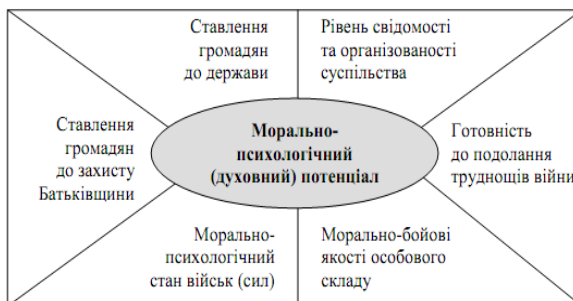 Ставлення
громадян
до держави
Рівень свідомості
та організованості
суспільства
Ставлення
громадян
до захисту
Батьківщини
Морально-
психологічний
(духовний) потенціал
Готовність
до подолання
труднощів війни
Морально-
психологічний
стан військ (сил)
Морально-бойові
якості особового
складу